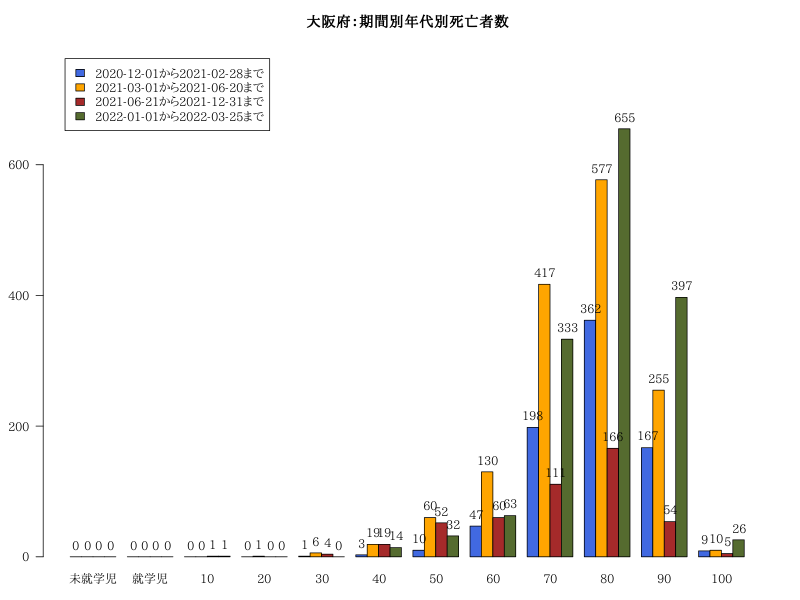 大阪府：期間別年代別死亡者数
2020-12-01から2021-02-28まで
2021-03-01から2021-06-20まで
2021-06-21から2021-12-31まで
2022-01-01から2022-03-25まで
600
400
200
0
0 0 0 0
0 0 0 0
0 0 1 1
0 1 0 0
1 6 4 0
3 19 19 14
10 60 52 32
47 130 60 63
198 417 111 333
362 577 166 655
167 255 54 397
9 10 5 26
未就学児 就学児 10 20 30 40 50 60 70 80 90 100